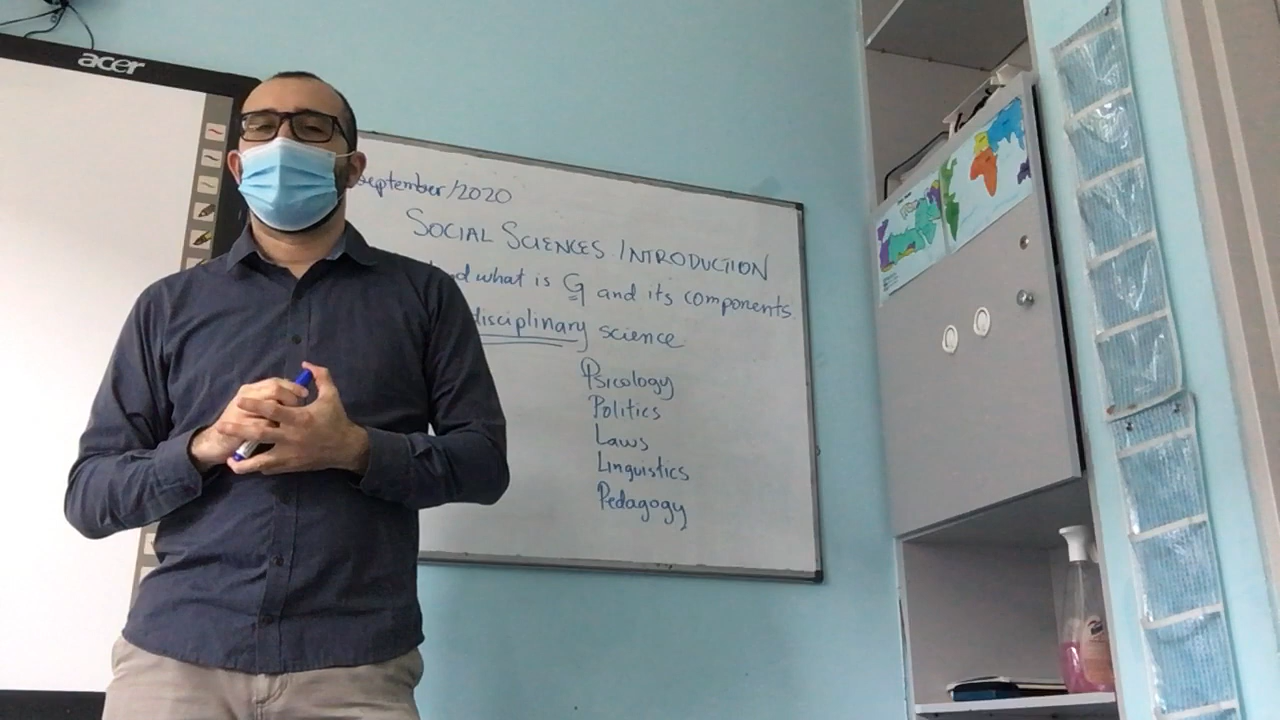 acer
September/2020
SOCIAL SCIENCES INTRODUCTION
what is G and its components
disciplinary science
Psicology
Politics
Laws
Linguistics
Pedagogy